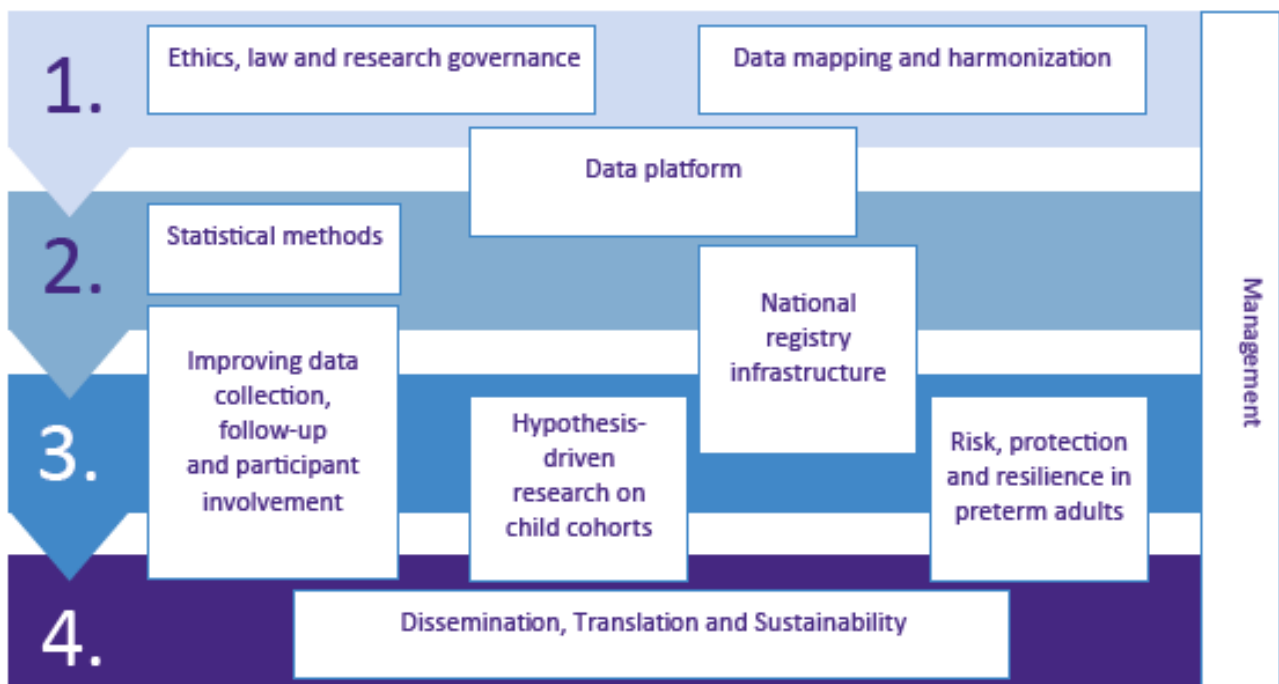 1.
Ethics, law and research governance
Data mapping and harmonization
Data platform
2.
Statistical methods
National
registry
infrastructure
Improving data
collection,
follow-up
and participant
involvement
3.
Hypothesis-
driven
research on
child cohorts
Risk, protection
and resilience in
preterm adults
4.
Dissemination, Translation and Sustainability
Management